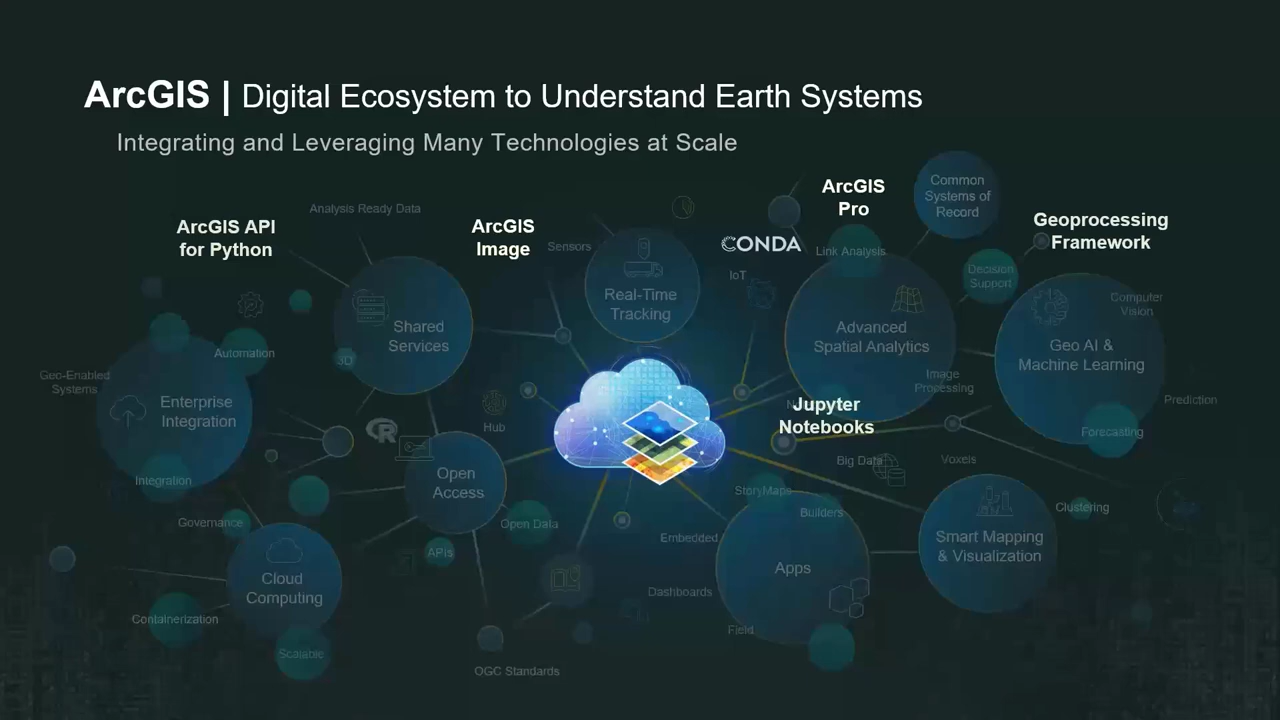 ArcGIS | Digital Ecosystem to Understand Earth Systems
Integrating and Leveraging Many Technologies at Scale
ArcGIS API
for Python
Analysis Ready Data
ArcGIS
Image
Sensors
Real-Time
Tracking
CONDA
IoT
ArcGIS
Pro
Link Analysis
Common
Systems of
Record
Decision
Support
Geoprocessing
Framework
Computer
Vision
Geo AI &
Machine Learning
Advanced
Spatial Analytics
Image
Processing
Prediction
Forecasting
Shared
Services
3D
Automation
Geo-Enabled
Systems
Enterprise
Integration
Integration
R
Hub
Jupyter
Notebooks
Big Data
Voxels
Open
Access
Open Data
APIs
StoryMaps
Builders
Embedded
Apps
Dashboards
Field
Smart Mapping
& Visualization
Clustering
Governance
Cloud
Computing
Containerization
Scalable
OGC Standards